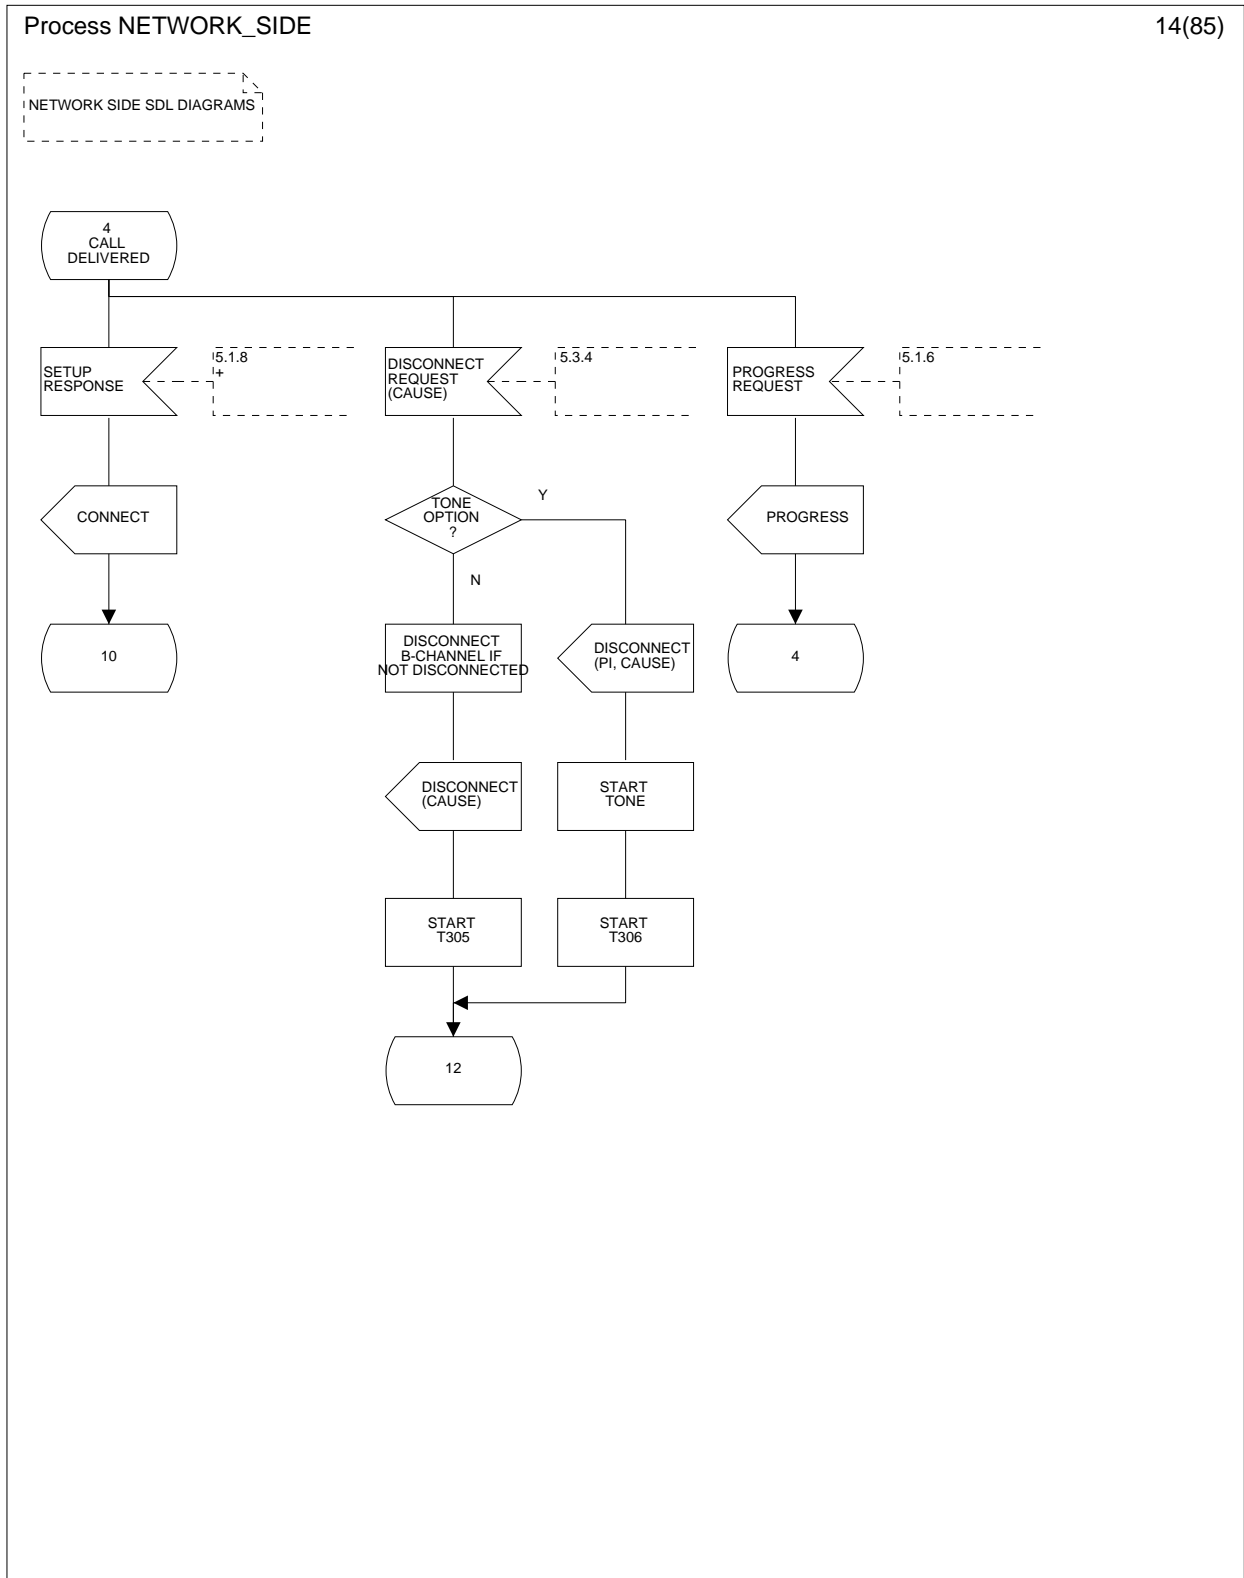 Process NETWORK_SIDE
14(85)
NETWORK SIDE SDL DIAGRAMS
4
CALL
DELIVERED
SETUP
RESPONSE
5.1.8
+
DISCONNECT
REQUEST
(CAUSE)
5.3.4
PROGRESS
REQUEST
5.1.6
CONNECT
TONE
OPTION
?
Y
N
PROGRESS
10
DISCONNECT
B-CHANNEL IF
NOT DISCONNECTED
DISCONNECT
(PI, CAUSE)
4
DISCONNECT
(CAUSE)
START
TONE
START
T305
START
T306
12